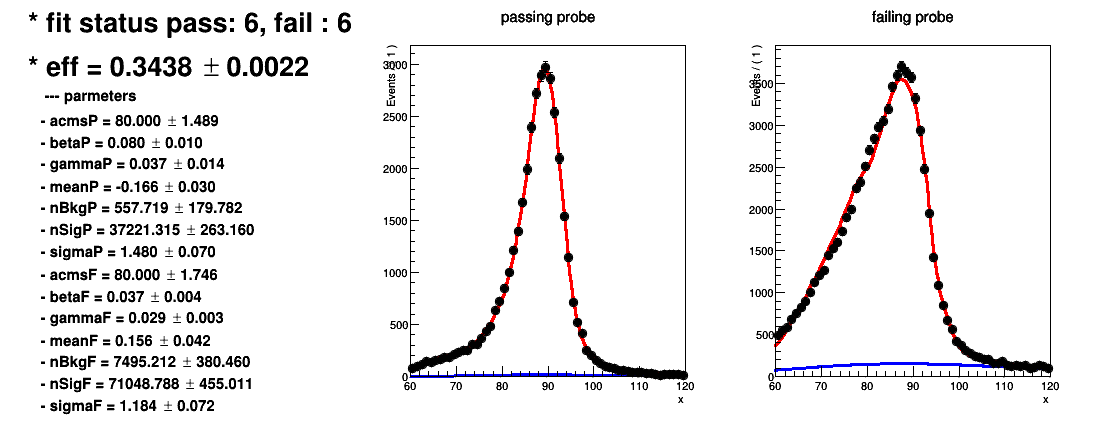 * fit status pass: 6, fail : 6
* eff = 0.3438 ± 0.0022
--- parmeters
- acmsP = 80.000 ± 1.489
- betaP = 0.080 ± 0.010
- gammaP = 0.037 ± 0.014
- meanP = -0.166 ± 0.030
- nBkgP = 557.719 ± 179.782
- nSigP = 37221.315 ± 263.160
- sigmaP = 1.480 ± 0.070
- acmsF = 80.000 ± 1.746
- betaF = 0.037 ± 0.004
- gammaF = 0.029 ± 0.003
- meanF = 0.156 ± 0.042
- nBkgF = 7495.212 ± 380.460
- nSigF = 71048.788 ± 455.011
- sigmaF = 1.184 ± 0.072
passing probe
Events / ( 1 )
3000
2500
2000
1500
1000
500
0
60 70 80 90 100 110 120
x
failing probe
Events / ( 1 )
3500
3000
2500
2000
1500
1000
500
0
60 70 80 90 100 110 120
x